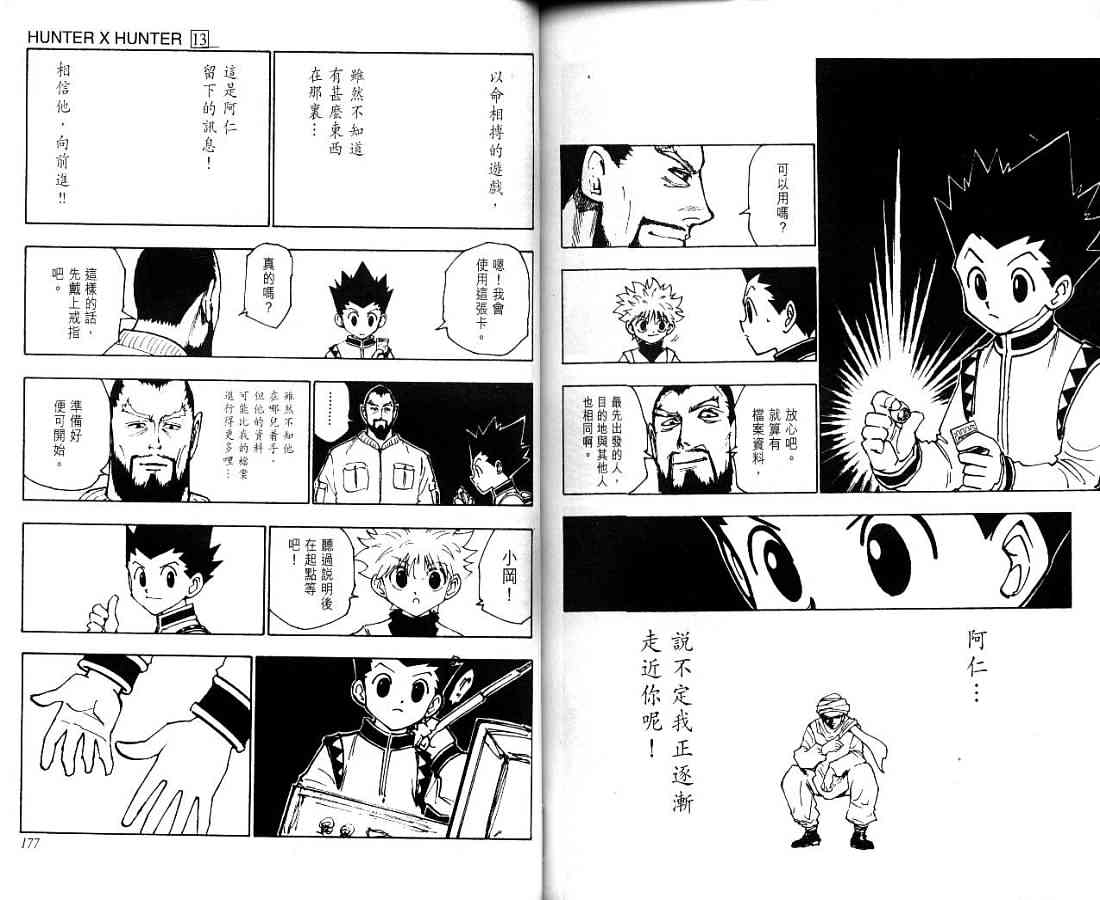 可以用嗎？
放心吧。
就算有
檔案資料，
最先出發的人，
目的地與其他人
也相同啊。
阿仁…
說不定我正逐漸
走近你呢！
HUNTER X HUNTER 13
以命相搏的遊戲，
雖然不知道
有甚麼東西
在那裏…
這是阿仁
留下的訊息！
相信他，向前進！！
嗯！我會
使用這張卡。
真的嗎？
這樣的話，
先戴上戒指
吧。
………
雖然不知他
在哪兒着手，
但他的資料
可能比我的檔案
進行得更多哩…
準備好
便可開始。
小岡！
聽過說明後
在起點等
吧！
177